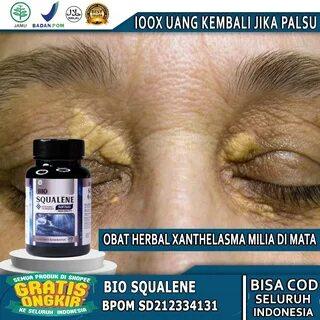 JAMU
BADAN POM
HALAL
100X UANG KEMBALI JIKA PALSU
BIO
SQUALENE
OBAT HERBAL XANTHELASMA MILIA DI MATA
SEMUA PRODUK DI SHOPEE
GRATIS
ONGKIR
KE SELURUH INDONESIA
BIO SQUALENE
BPOM SD212334131
BISA COD
SELURUH
INDONESIA